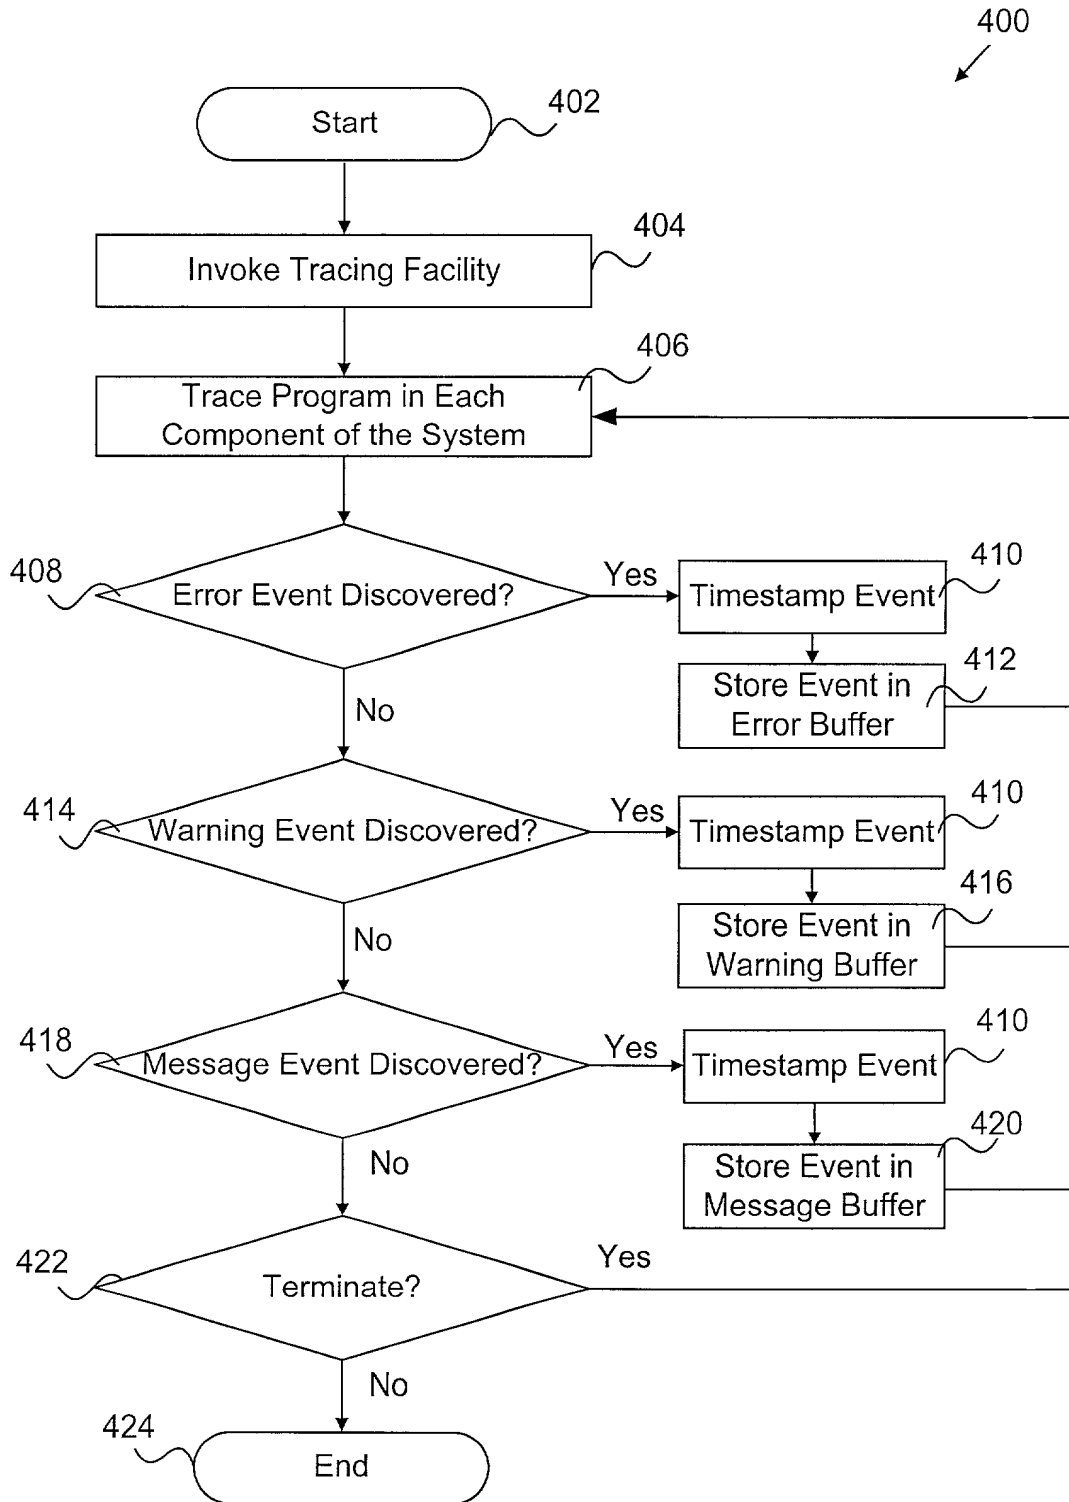 400
Start
402
Invoke Tracing Facility
404
Trace Program in Each
Component of the System
406
408
Error Event Discovered?
Yes
Timestamp Event
410
Store Event in
Error Buffer
412
No
414
Warning Event Discovered?
Yes
Timestamp Event
410
Store Event in
Warning Buffer
416
No
418
Message Event Discovered?
Yes
Timestamp Event
410
Store Event in
Message Buffer
420
No
422
Terminate?
Yes
No
424
End